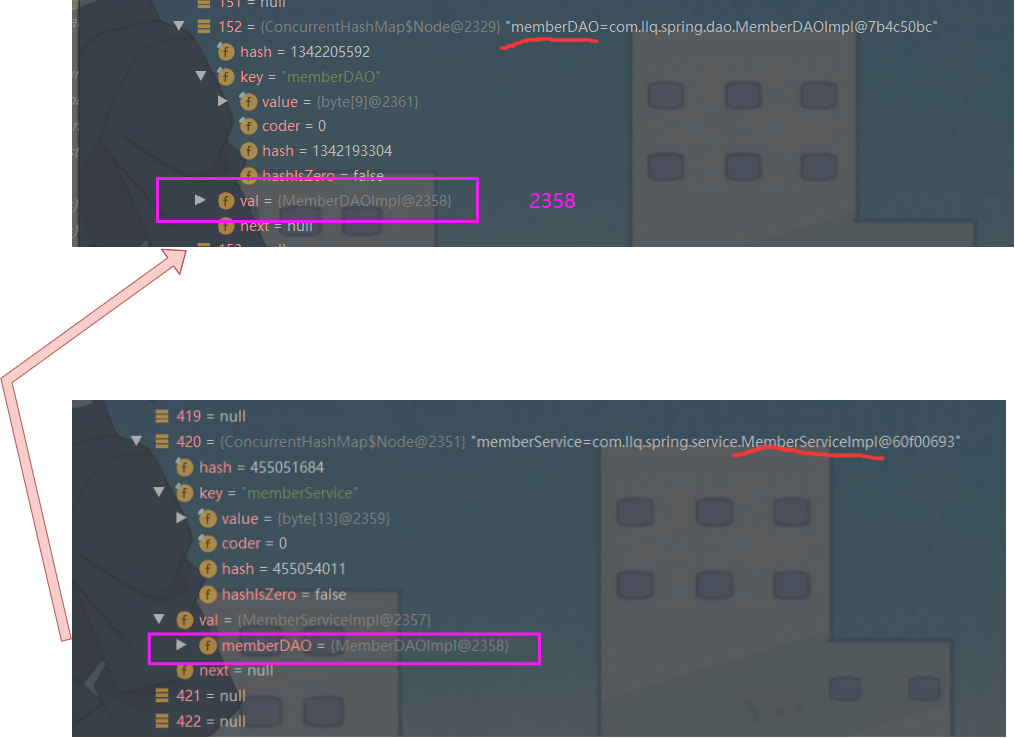 151 = null
152 = {ConcurrentHashMap$Node@2329} "memberDAO=com.llq.spring.dao.MemberDAOImpl@7b4c50bc"
f hash = 1342205592
f key = "memberDAO"
f value = {byte[9]@2361}
f coder = 0
f hash = 1342193304
f hashIsZero = false
f val = {MemberDAOImpl@2358} 2358
f next = null
419 = null
420 = {ConcurrentHashMap$Node@2351} "memberService=com.llq.spring.service.MemberServiceImpl@60f00693"
f hash = 455051684
f key = "memberService"
f value = {byte[13]@2359}
f coder = 0
f hash = 455054011
f hashIsZero = false
f val = {MemberServiceImpl@2357}
f memberDAO = {MemberDAOImpl@2358}
f next = null
421 = null
422 = null